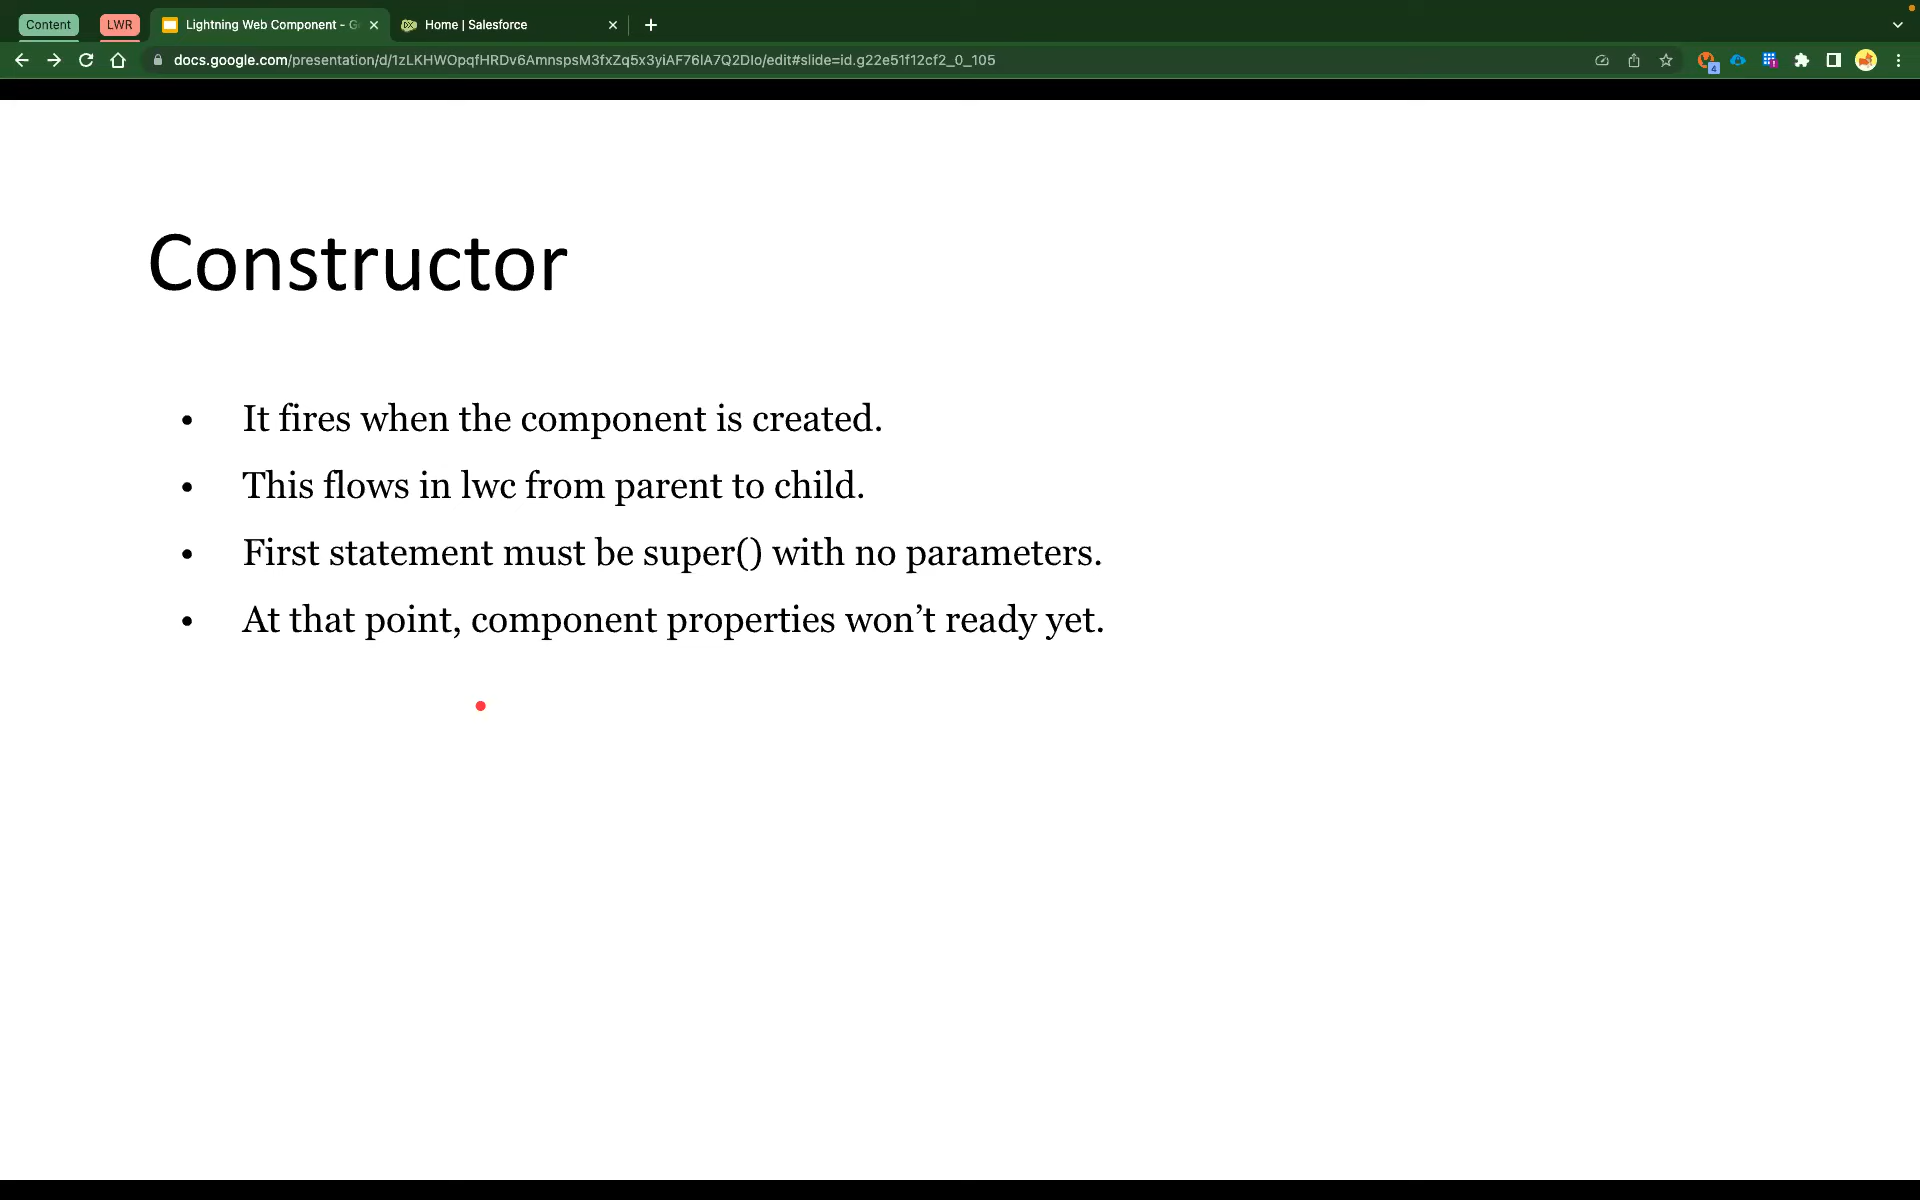 Content
LWR
Lightning Web Component - G
Home | Salesforce
docs.google.com/presentation/d/1zLKHWOpqfHRDv6AmnspsM3fxZq5x3yiAF76IA7Q2DIo/edit#slide=id.g22e51f12cf2_0_105
4
Constructor
• It fires when the component is created.
• This flows in lwc from parent to child.
• First statement must be super() with no parameters.
• At that point, component properties won’t ready yet.